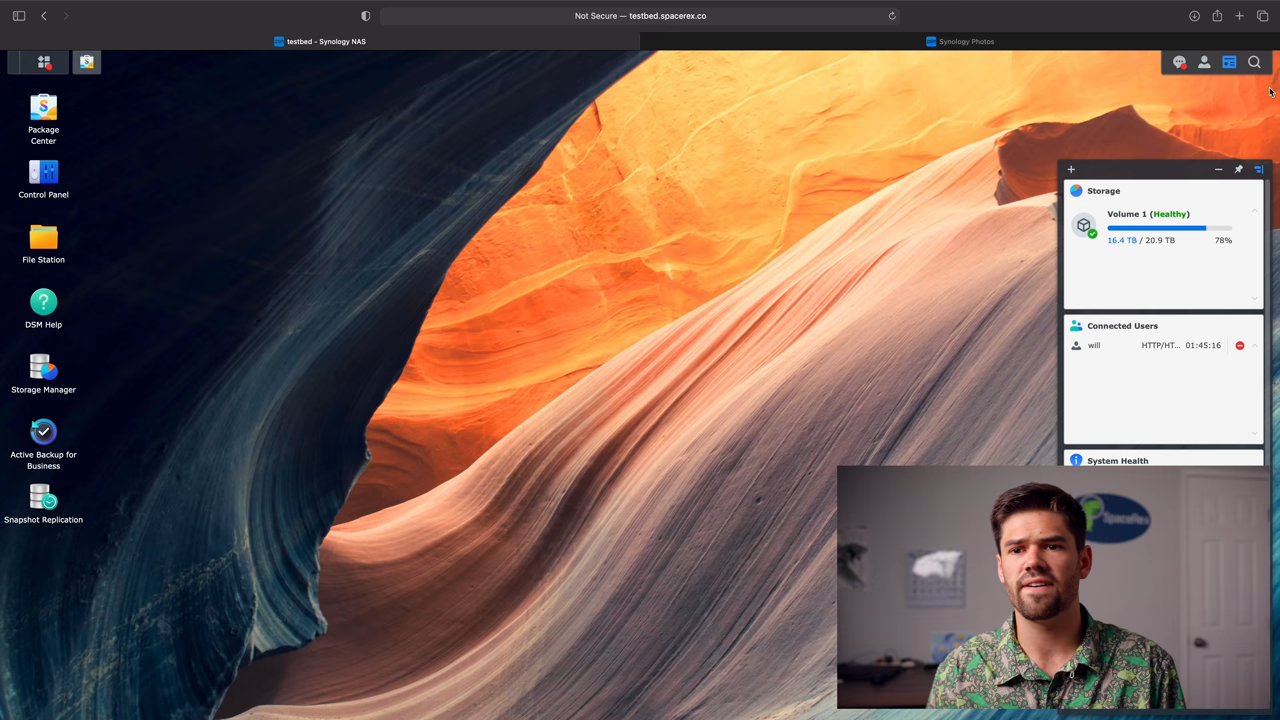 Not Secure — testbed.spacerex.co
testbed - Synology NAS
Synology Photos
Package
Center
Control Panel
File Station
DSM Help
Storage Manager
Active Backup for
Business
Snapshot Replication
Storage
Volume 1 (Healthy)
16.4 TB / 20.9 TB 78%
Connected Users
will HTTP/HT... 01:45:16
System Health
SpaceRex